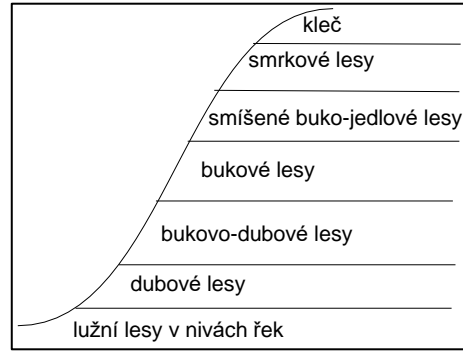 kleč
smrkové lesy
smíšené buko-jedlové lesy
bukové lesy
bukovo-dubové lesy
dubové lesy
lužní lesy v nivách řek